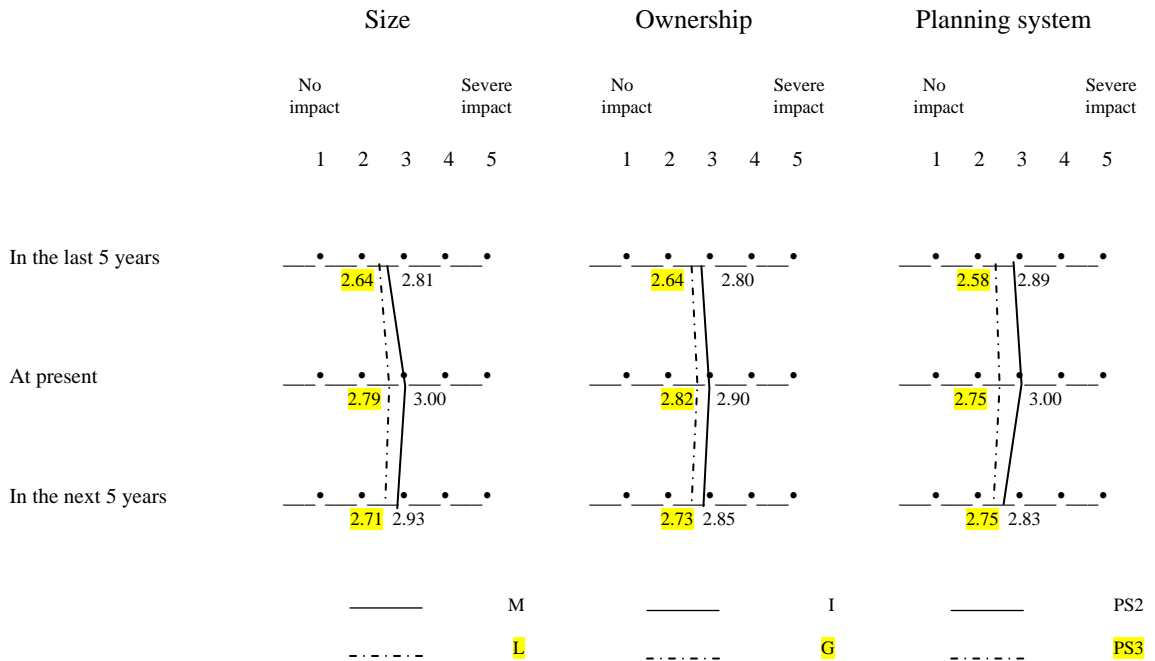 Size Ownership Planning system
No impact Severe impact No impact Severe impact No impact Severe impact
1 2 3 4 5 1 2 3 4 5 1 2 3 4 5
In the last 5 years
2.64 2.81 2.64 2.80 2.58 2.89
At present
2.79 3.00 2.82 2.90 2.75 3.00
In the next 5 years
2.71 2.93 2.73 2.85 2.75 2.83
M I PS2
L G PS3